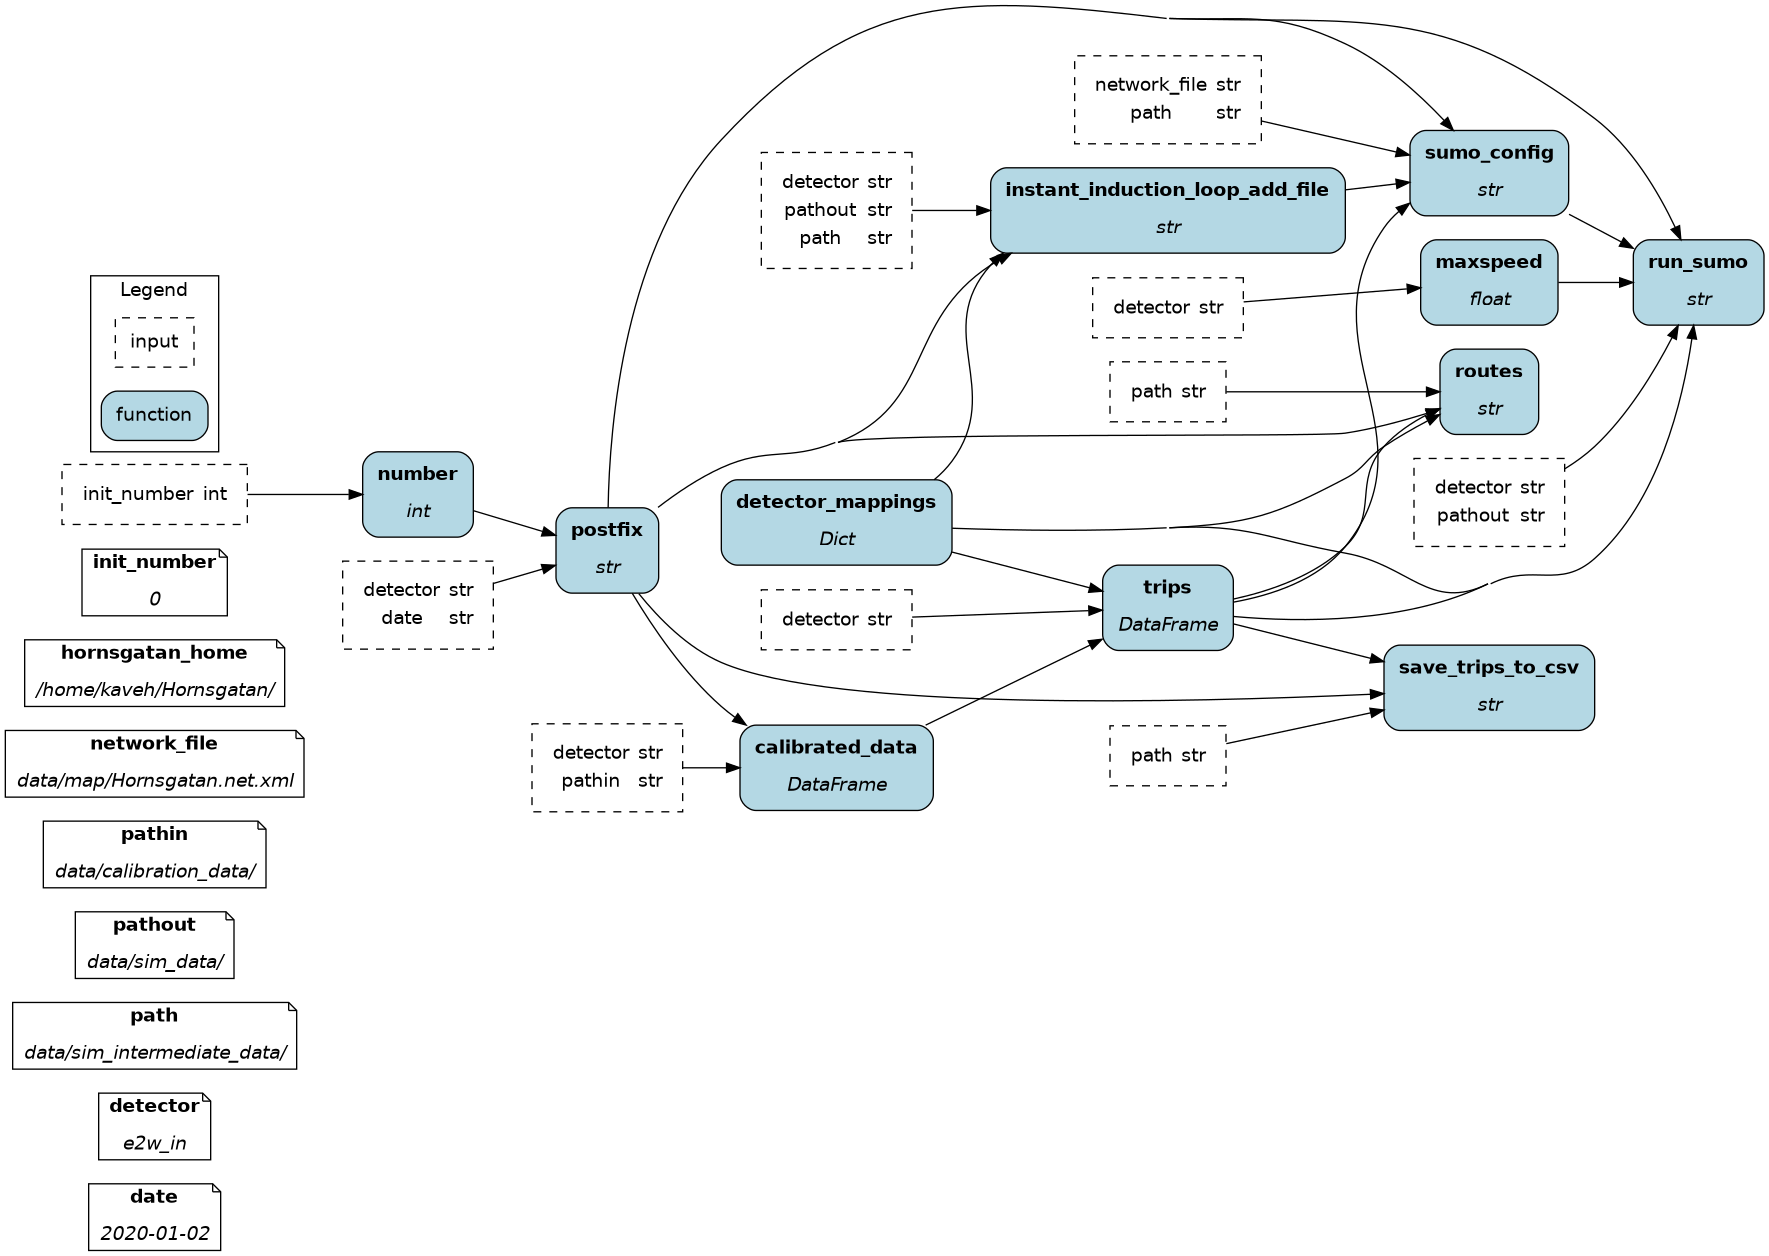 Legend
input
function
init_number int
init_number
0
hornsgatan_home
/home/kaveh/Hornsgatan/
network_file
data/map/Hornsgatan.net.xml
pathin
data/calibration_data/
pathout
data/sim_data/
path
data/sim_intermediate_data/
detector
e2w_in
date
2020-01-02
number
int
detector str
date str
postfix
str
detector str
pathin str
detector str
pathout str
path str
detector_mappings
Dict
detector str
calibrated_data
DataFrame
network_file str
path str
instant_induction_loop_add_file
str
detector str
path str
trips
DataFrame
path str
sumo_config
str
maxspeed
float
routes
str
detector str
pathout str
save_trips_to_csv
str
run_sumo
str